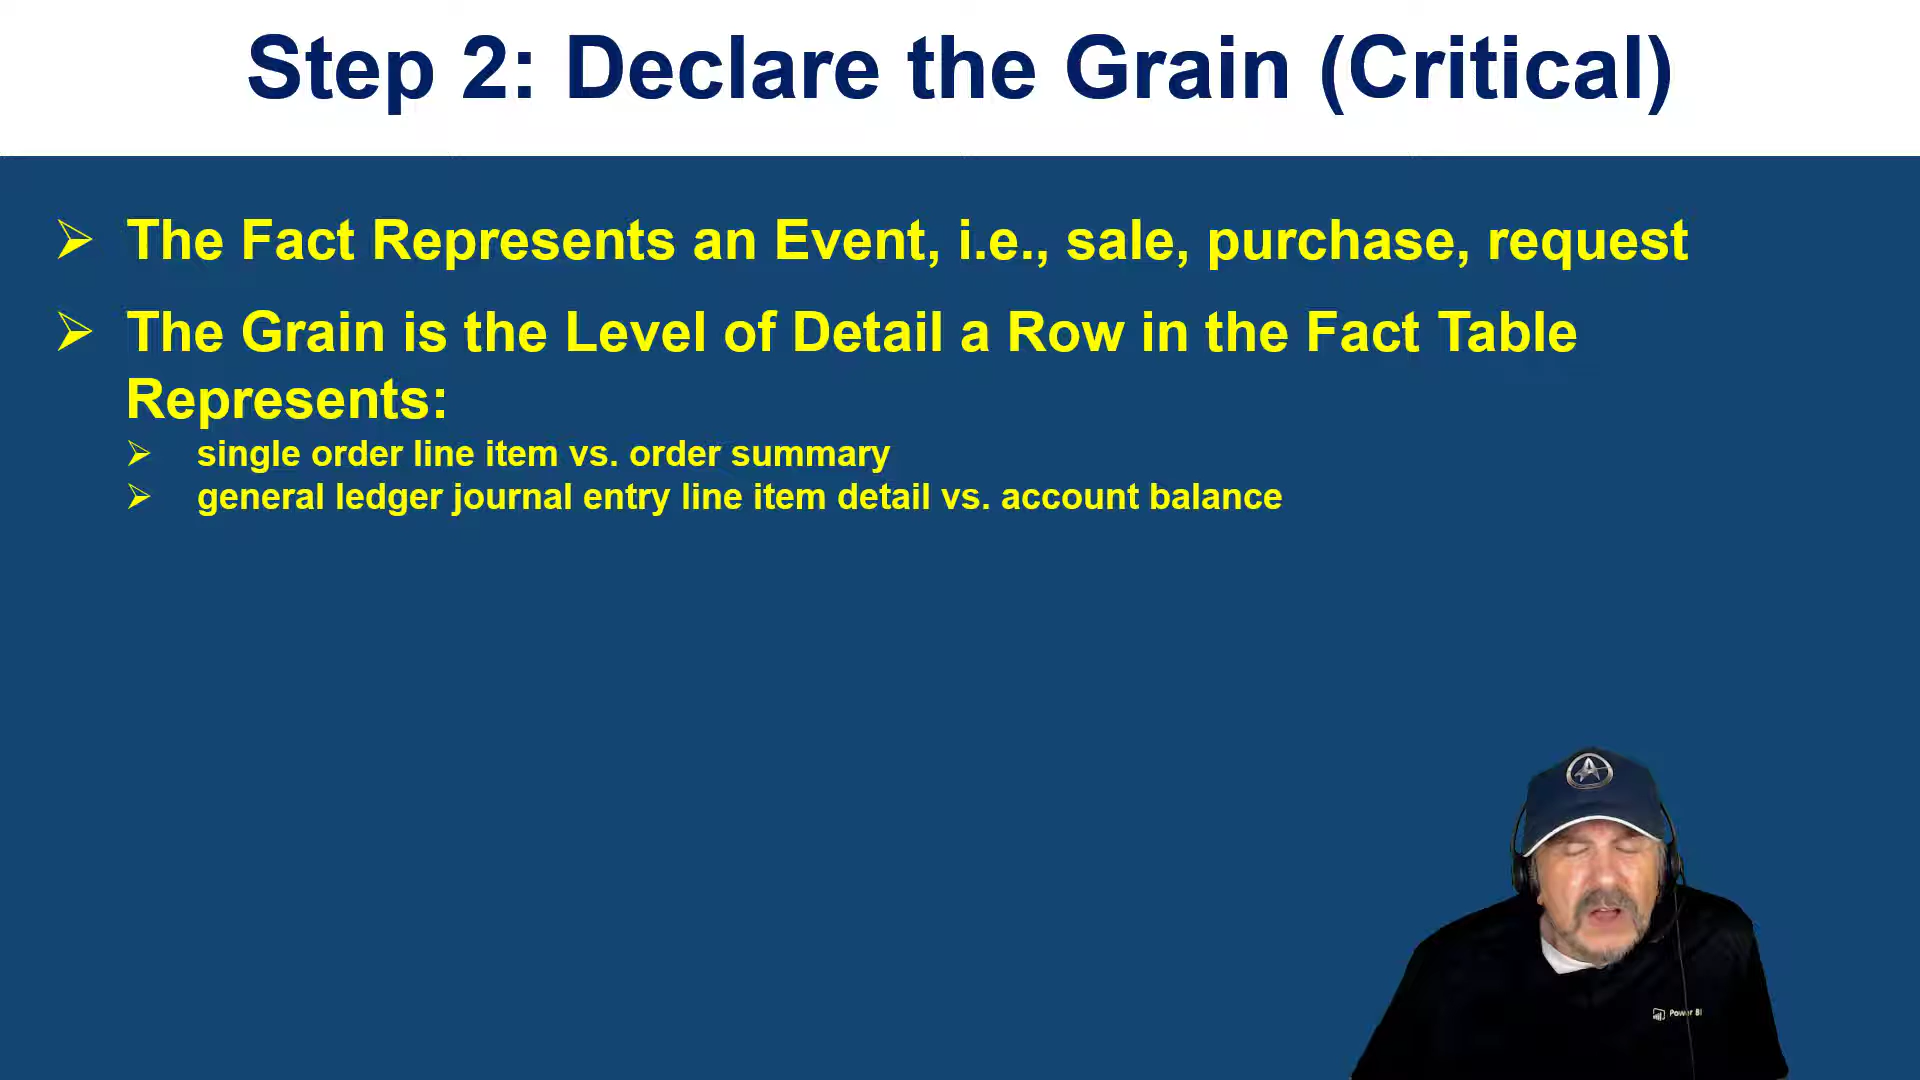 Step 2: Declare the Grain (Critical)
The Fact Represents an Event, i.e., sale, purchase, request
The Grain is the Level of Detail a Row in the Fact Table
Represents:
single order line item vs. order summary
general ledger journal entry line item detail vs. account balance
Power BI